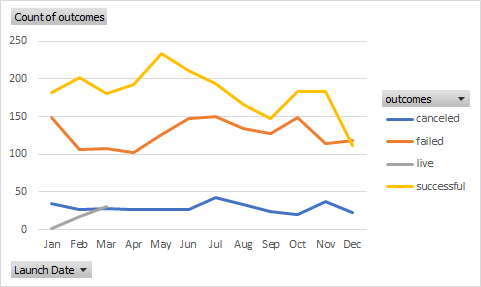 Count of outcomes
250
200
150
100
50
0
Jan Feb Mar Apr May Jun Jul Aug Sep Oct Nov Dec
outcomes
canceled
failed
live
successful
Launch Date